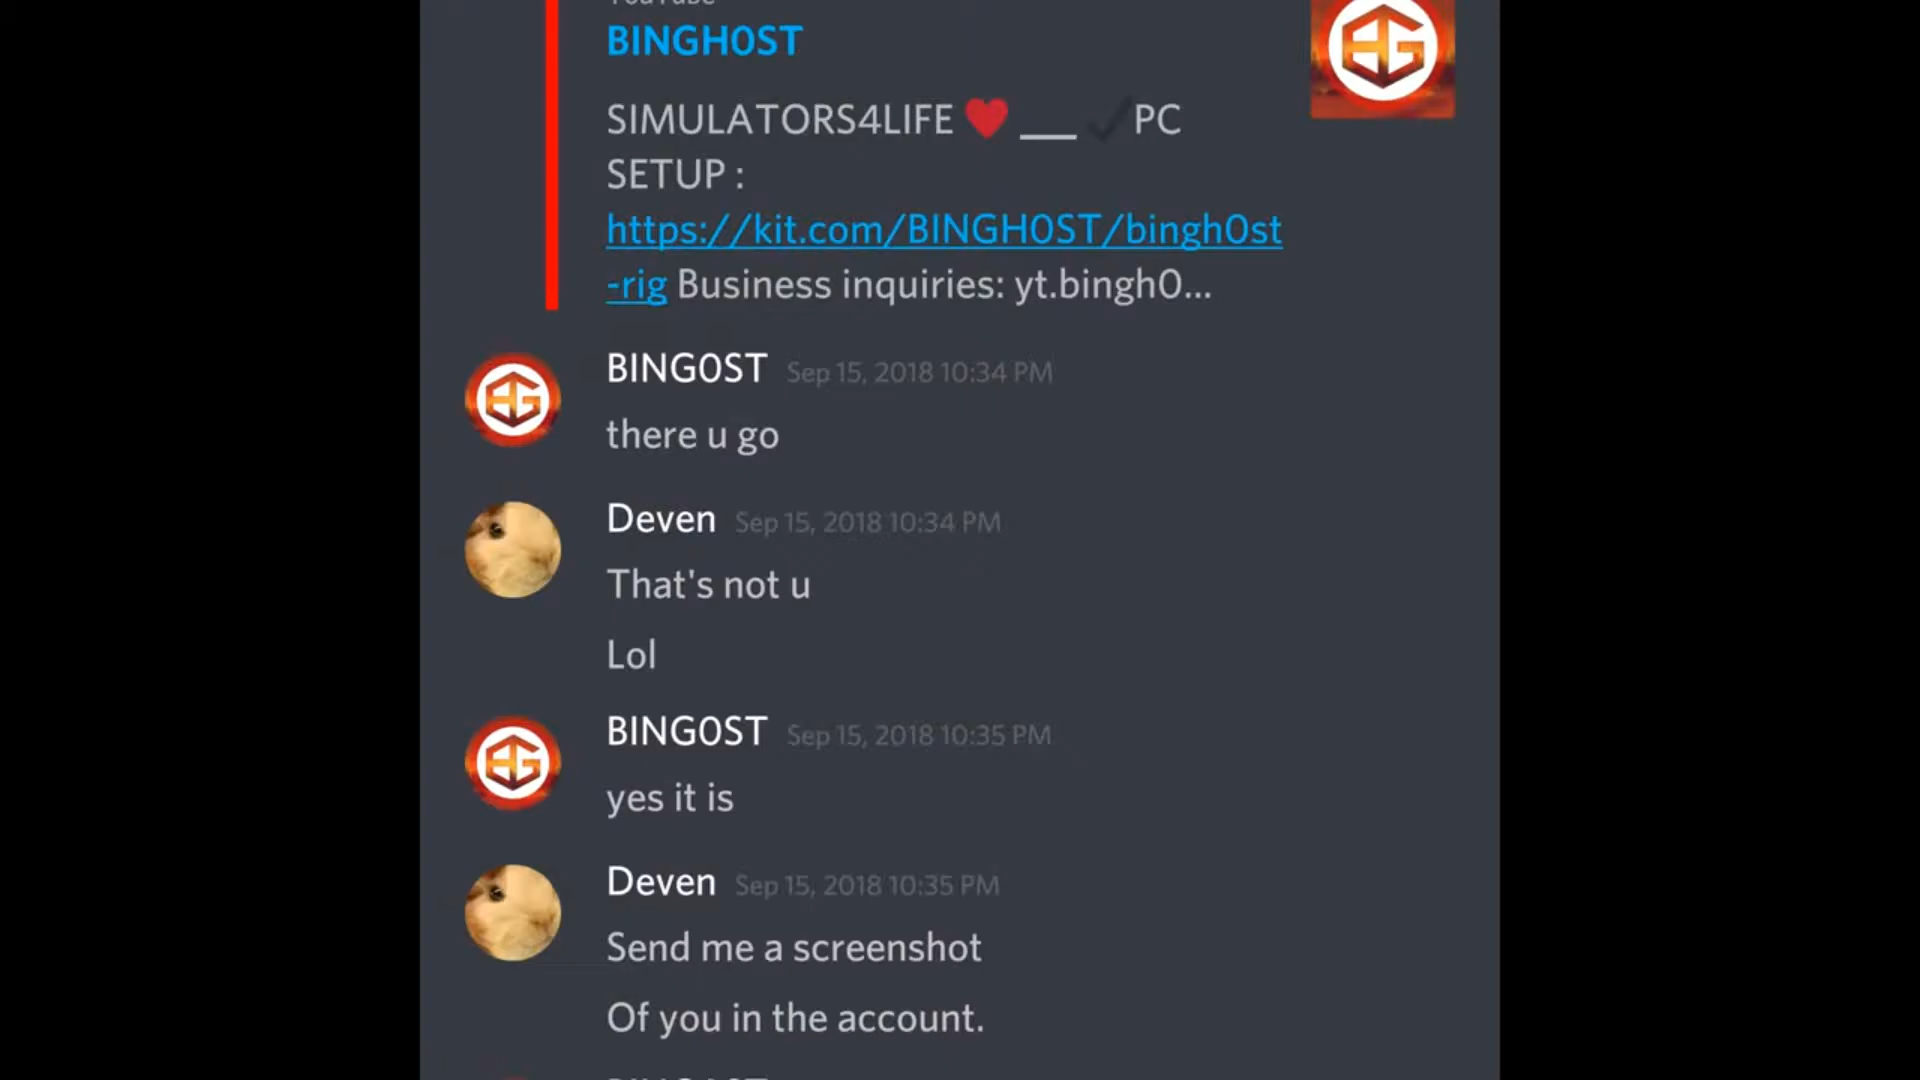 YouTube
BINGH0ST
SIMULATORS4LIFE ❤ ___ ✔PC
SETUP :
https://kit.com/BINGH0ST/bingh0st
-rig Business inquiries: yt.bingh0...
BING0ST Sep 15, 2018 10:34 PM
there u go
Deven Sep 15, 2018 10:34 PM
That's not u
Lol
BING0ST Sep 15, 2018 10:35 PM
yes it is
Deven Sep 15, 2018 10:35 PM
Send me a screenshot
Of you in the account.